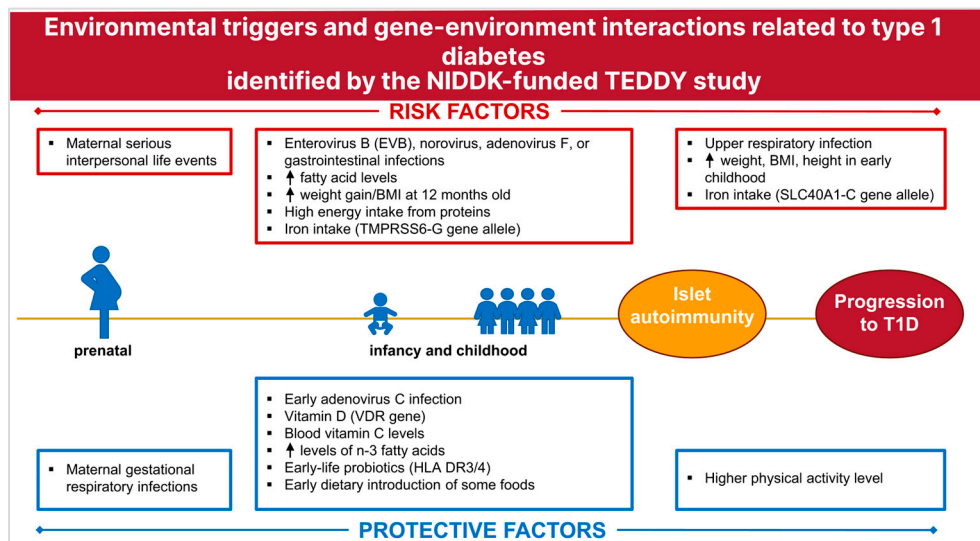 Environmental triggers and gene-environment interactions related to type 1
diabetes
identified by the NIDDK-funded TEDDY study
RISK FACTORS
▪ Maternal serious
interpersonal life events
▪ Enterovirus B (EVB), norovirus, adenovirus F, or
gastrointestinal infections
▪ ↑ fatty acid levels
▪ ↑ weight gain/BMI at 12 months old
▪ High energy intake from proteins
▪ Iron intake (TMPRSS6-G gene allele)
▪ Upper respiratory infection
▪ ↑ weight, BMI, height in early
childhood
▪ Iron intake (SLC40A1-C gene allele)
prenatal
infancy and childhood
Islet
autoimmunity
Progression
to T1D
▪ Maternal gestational
respiratory infections
▪ Early adenovirus C infection
▪ Vitamin D (VDR gene)
▪ Blood vitamin C levels
▪ ↑ levels of n-3 fatty acids
▪ Early-life probiotics (HLA DR3/4)
▪ Early dietary introduction of some foods
▪ Higher physical activity level
PROTECTIVE FACTORS